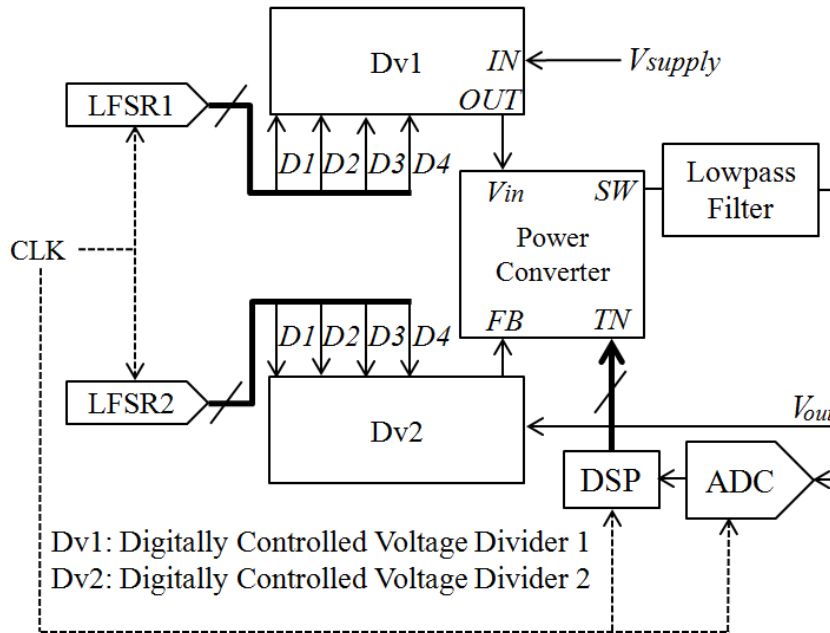 Dv1
IN
OUT
Vsupply
LFSR1
D1 D2 D3 D4
Vin
SW
Lowpass
Filter
Power
Converter
CLK
FB
TN
D1 D2 D3 D4
LFSR2
Dv2
Vout
DSP
ADC
Dv1: Digitally Controlled Voltage Divider 1
Dv2: Digitally Controlled Voltage Divider 2